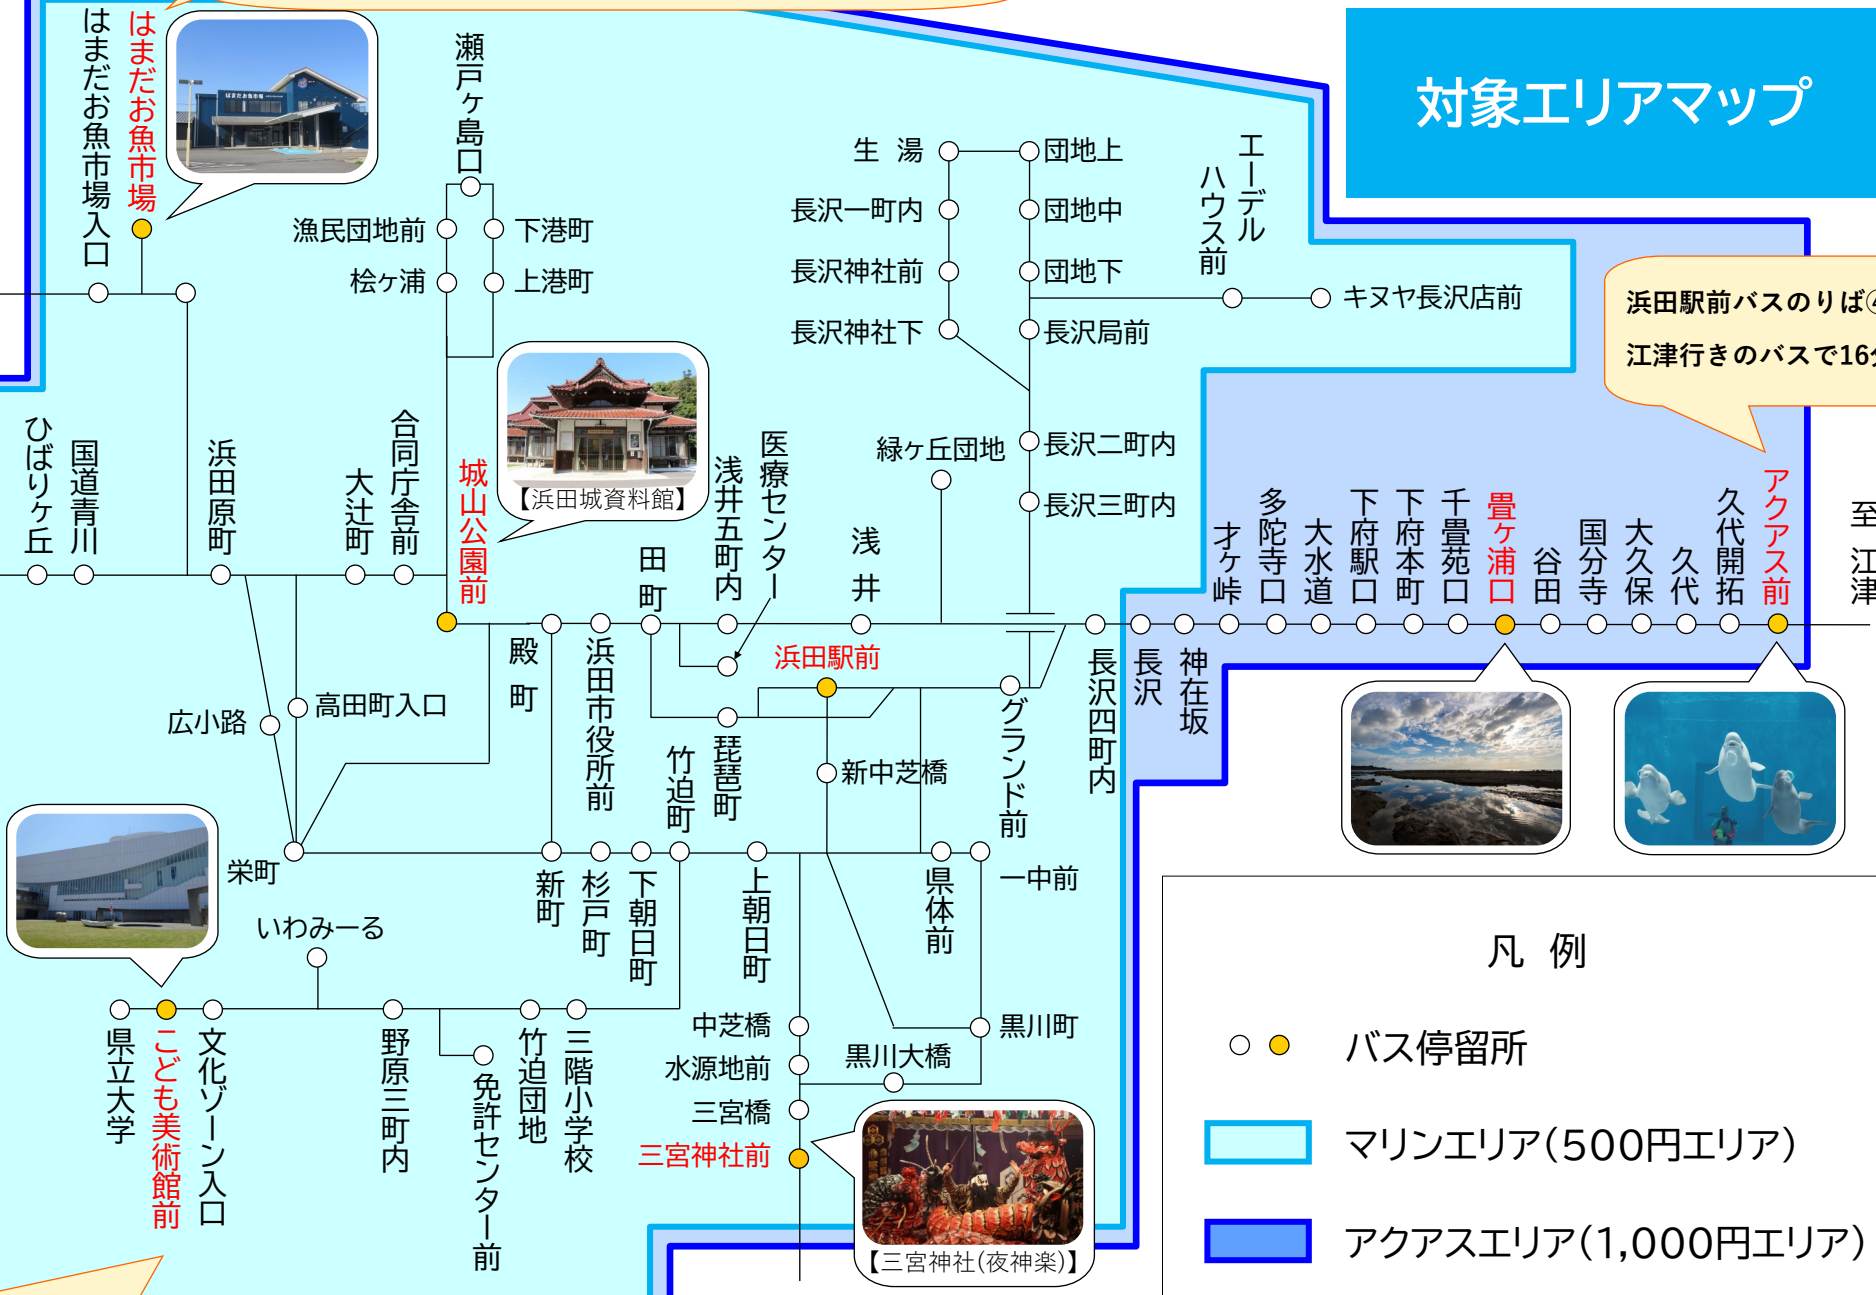 対象エリアマップ
はまだお魚市場入口
はまだお魚市場
はまだお魚市場
瀬戸ヶ島口
漁民団地前
下港町
桧ヶ浦
上港町
生 湯
団地上
長沢一町内
団地中
長沢神社前
団地下
長沢神社下
長沢局前
エーデル
ハウス前
キヌヤ長沢店前
浜田駅前バスのりば④
江津行きのバスで16分
ひばりヶ丘
国道青川
浜田原町
大辻町
合同庁舎前
城山公園前
【浜田城資料館】
緑ヶ丘団地
長沢二町内
長沢三町内
田町
浅井五町内
医療センター
浅井
殿町
浜田市役所前
浜田駅前
琵琶町
竹迫町
新中芝橋
グランド前
長沢四町内
長沢
神在坂
才ヶ峠
多陀寺口
大水道
下府駅口
下府本町
千畳苑口
畳ヶ浦口
谷田
国分寺
大久保
久代
久代開拓
アクアス前
至 江津
広小路
高田町入口
栄町
新町
杉戸町
下朝日町
上朝日町
県体前
一中前
いわみーる
県立大学
こども美術館前
文化ゾーン入口
野原三町内
免許センター前
竹迫団地
三階小学校
中芝橋
水源地前
三宮橋
三宮神社前
黒川大橋
黒川町
【三宮神社(夜神楽)】
凡 例
バス停留所
マリンエリア(500円エリア)
アクアスエリア(1,000円エリア)